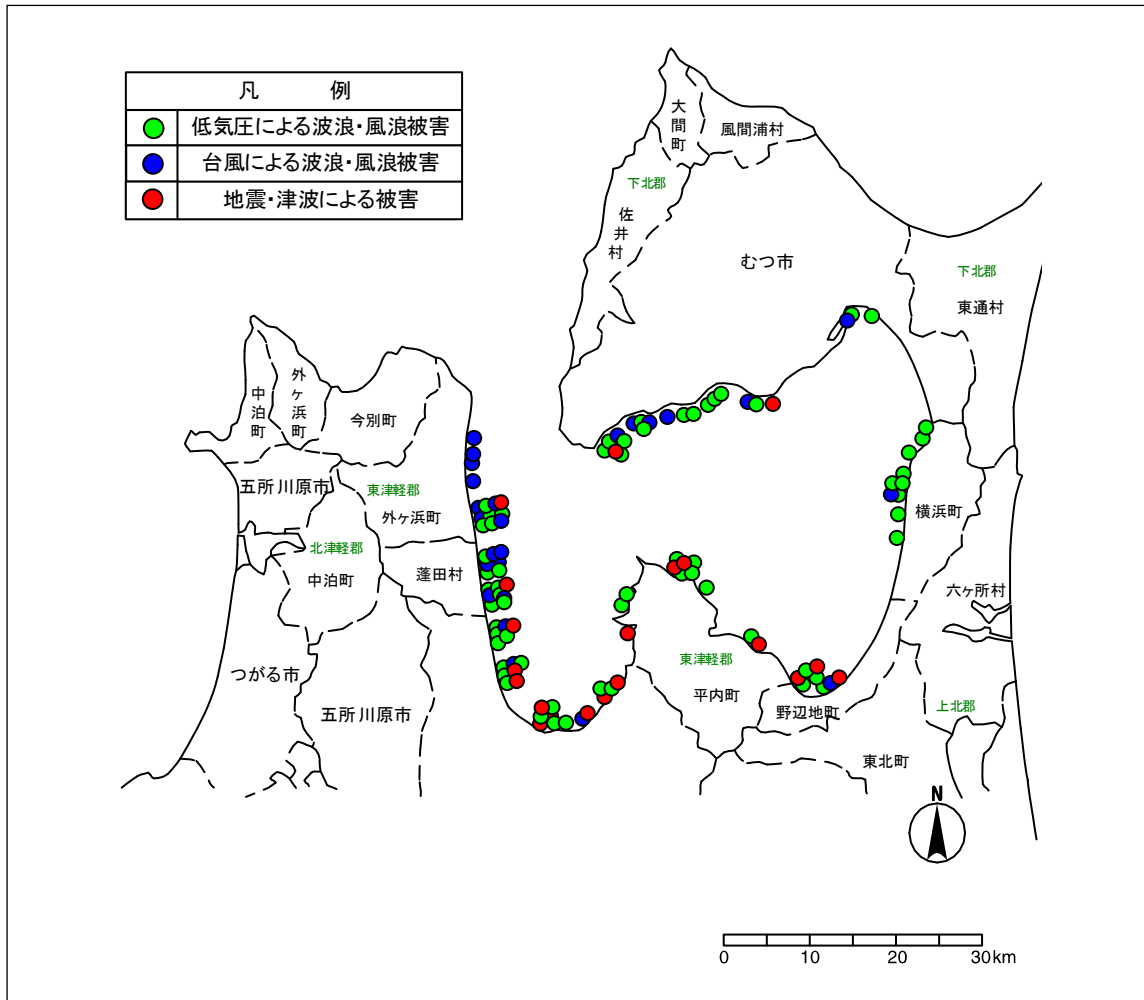 凡 例
低気圧による波浪・風浪被害
台風による波浪・風浪被害
地震・津波による被害
大間町
風間浦村
下北郡
佐井村
むつ市
下北郡
東通村
中泊町
外ヶ浜町
今別町
五所川原市
東津軽郡
外ヶ浜町
北津軽郡
中泊町
蓬田村
横浜町
六ヶ所村
つがる市
五所川原市
東津軽郡
平内町
野辺地町
上北郡
東北町
N
0 10 20 30km